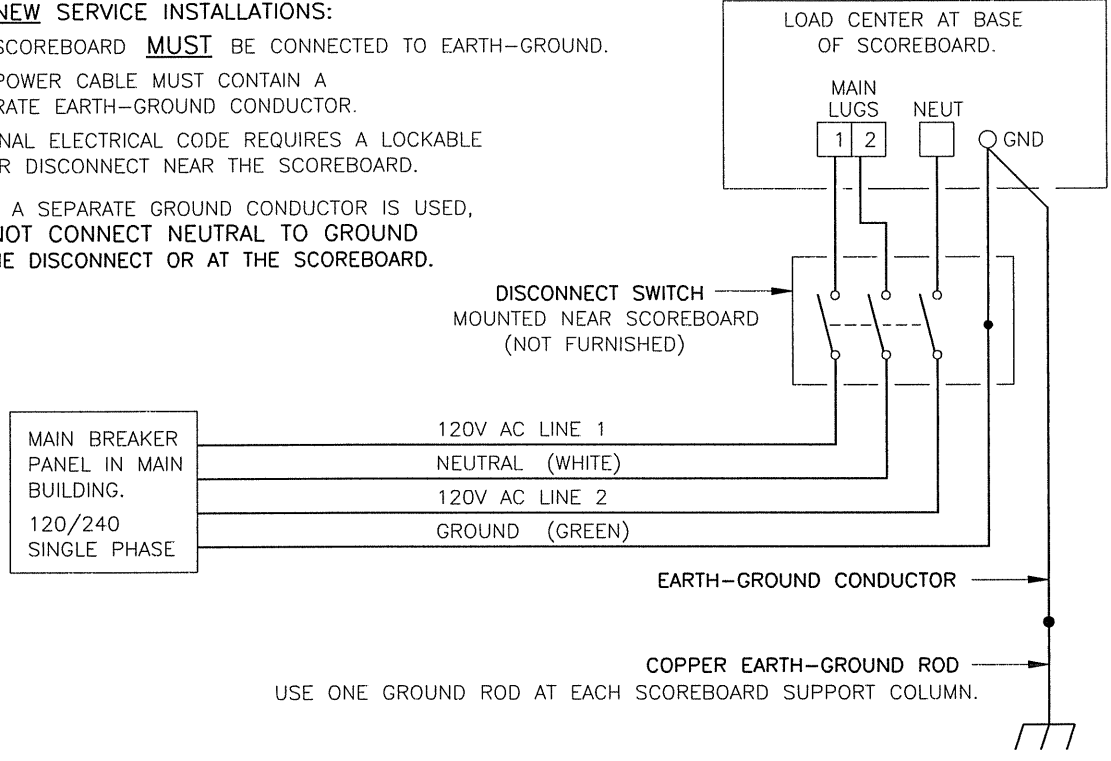 NEW SERVICE INSTALLATIONS:
SCOREBOARD MUST BE CONNECTED TO EARTH-GROUND.
POWER CABLE MUST CONTAIN A
RATE EARTH-GROUND CONDUCTOR.
NAL ELECTRICAL CODE REQUIRES A LOCKABLE
R DISCONNECT NEAR THE SCOREBOARD.
A SEPARATE GROUND CONDUCTOR IS USED,
NOT CONNECT NEUTRAL TO GROUND
E DISCONNECT OR AT THE SCOREBOARD.
LOAD CENTER AT BASE
OF SCOREBOARD.
MAIN
LUGS
NEUT
1 2
GND
DISCONNECT SWITCH
MOUNTED NEAR SCOREBOARD
(NOT FURNISHED)
MAIN BREAKER
PANEL IN MAIN
BUILDING.
120/240
SINGLE PHASE
120V AC LINE 1
NEUTRAL (WHITE)
120V AC LINE 2
GROUND (GREEN)
EARTH-GROUND CONDUCTOR
COPPER EARTH-GROUND ROD
USE ONE GROUND ROD AT EACH SCOREBOARD SUPPORT COLUMN.